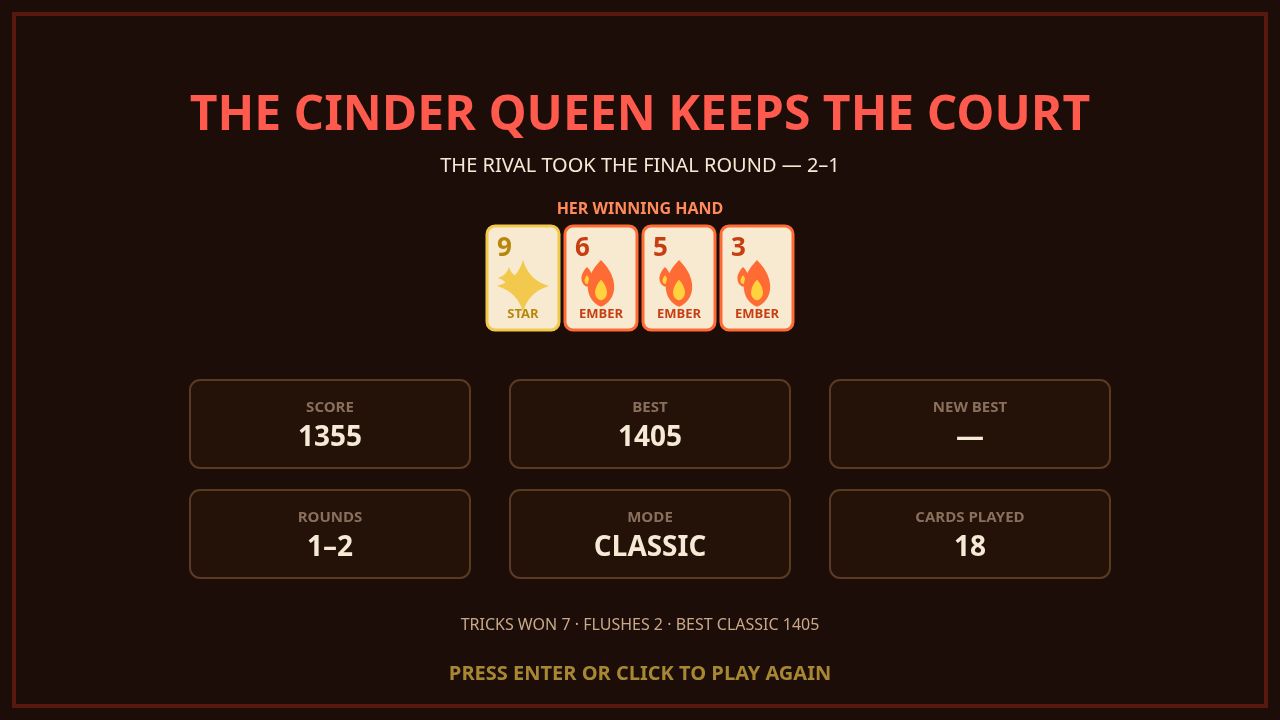 THE CINDER QUEEN KEEPS THE COURT
THE RIVAL TOOK THE FINAL ROUND — 2–1
HER WINNING HAND
9 6 5 3
STAR EMBER EMBER EMBER
SCORE BEST NEW BEST
1355 1405 —
ROUNDS MODE CARDS PLAYED
1–2 CLASSIC 18
TRICKS WON 7 · FLUSHES 2 · BEST CLASSIC 1405
PRESS ENTER OR CLICK TO PLAY AGAIN